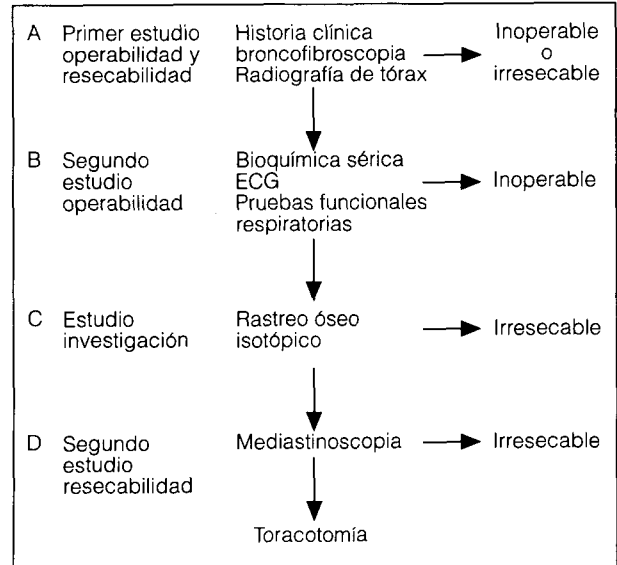 A Primer estudio operabilidad y resecabilidad
Historia clínica
broncofibroscopia
Radiografía de tórax
Inoperable
o
irresecable
B Segundo
estudio
operabilidad
Bioquímica sérica
ECG
Pruebas funcionales
respiratorias
Inoperable
C Estudio
investigación
Rastreo óseo
isotópico
Irresecable
D Segundo
estudio
resecabilidad
Mediastinoscopia
Irresecable
Toracotomía